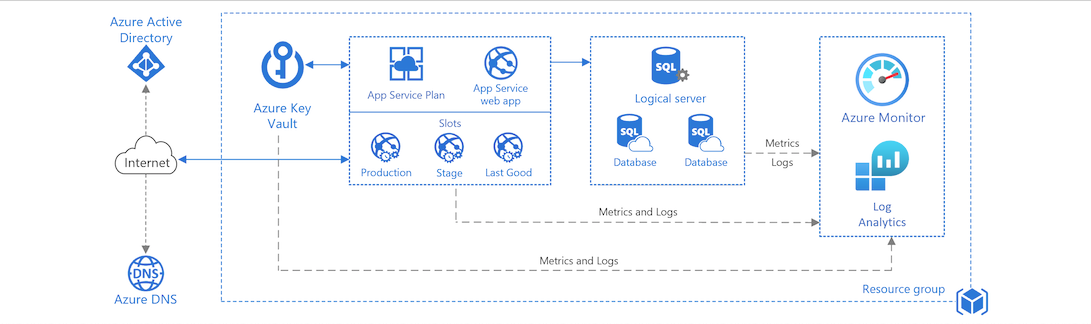 Azure Active
Directory
Internet
DNS
Azure DNS
Azure Key
Vault
App Service Plan
App Service
web app
Slots
Production
Stage
Last Good
SQL
Logical server
SQL
SQL
Database
Database
Metrics
Logs
Metrics and Logs
Metrics and Logs
Azure Monitor
Log
Analytics
Resource group